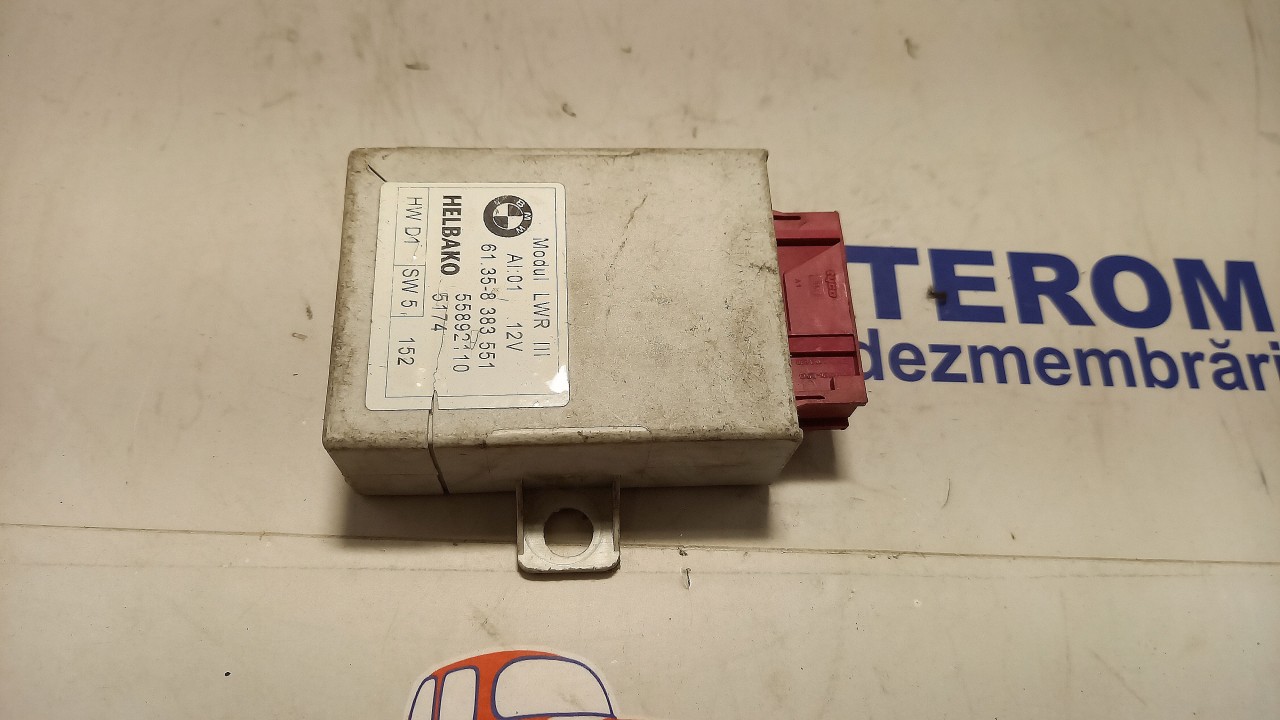 Modul LWR III
BMW
AI:01 12V
61.35-8 383 551
55892110
HELBAKO 5174
HW D1 SW 5, 152
TEROM
dezmembrări